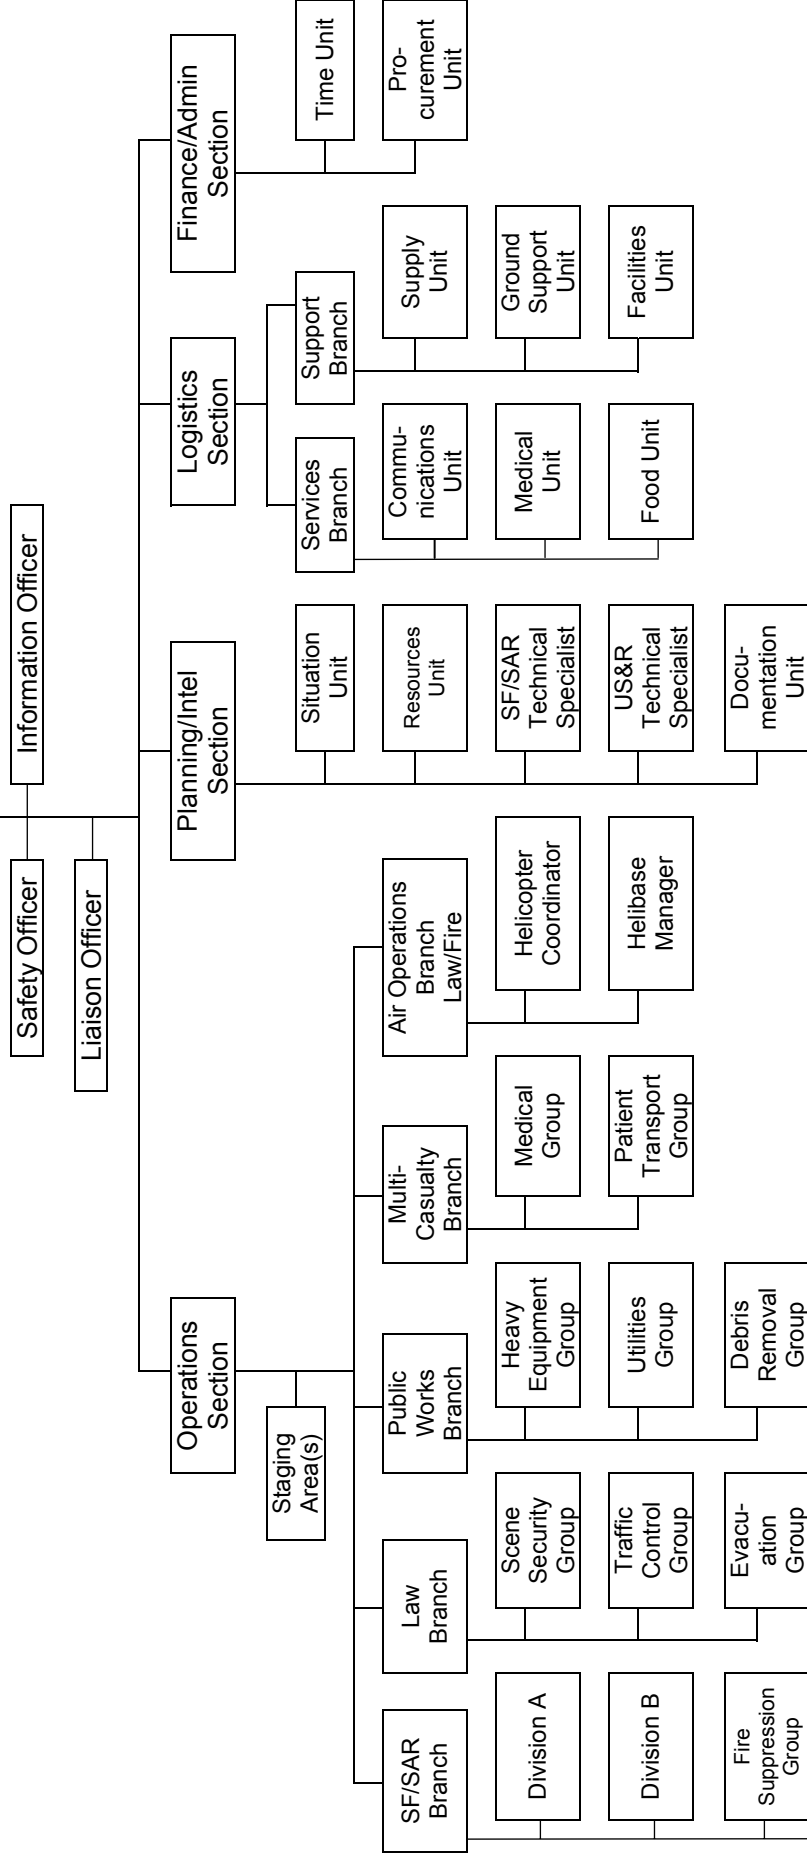 Safety Officer
Information Officer
Liaison Officer
Operations
Section
Planning/Intel
Section
Logistics
Section
Finance/Admin
Section
Staging
Area(s)
SF/SAR
Branch
Division A
Division B
Fire
Suppression
Group
Law
Branch
Scene
Security
Group
Traffic
Control
Group
Evacu-
ation
Group
Public
Works
Branch
Heavy
Equipment
Group
Utilities
Group
Debris
Removal
Group
Multi-
Casualty
Branch
Medical
Group
Patient
Transport
Group
Air Operations
Branch
Law/Fire
Helicopter
Coordinator
Helibase
Manager
Situation
Unit
Resources
Unit
SF/SAR
Technical
Specialist
US&R
Technical
Specialist
Docu-
mentation
Unit
Services
Branch
Commu-
nications
Unit
Medical
Unit
Food Unit
Support
Branch
Supply
Unit
Ground
Support
Unit
Facilities
Unit
Time Unit
Pro-
curement
Unit